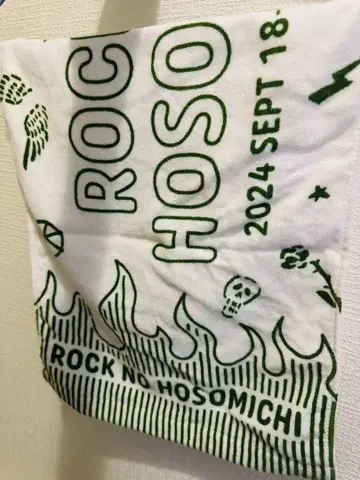 ROC
HOSO
2024 SEPT 18-
ROCK NO HOSOMICHI